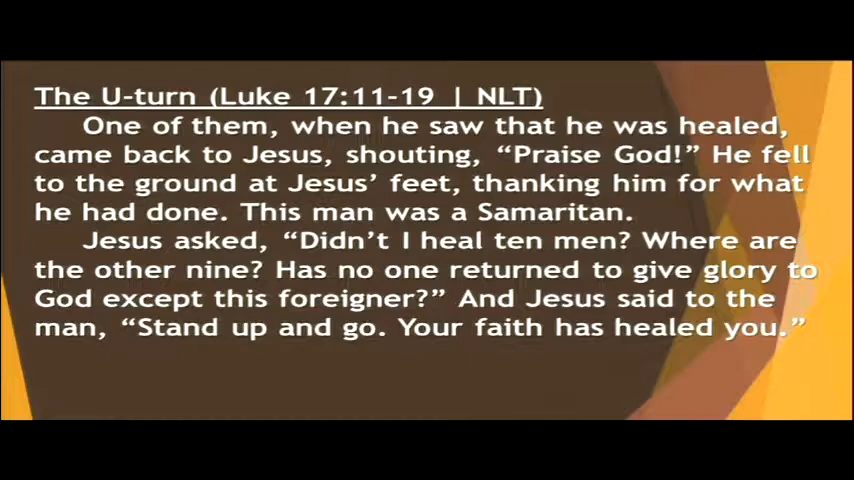 The U-turn (Luke 17:11-19 | NLT)
One of them, when he saw that he was healed,
came back to Jesus, shouting, “Praise God!” He fell
to the ground at Jesus’ feet, thanking him for what
he had done. This man was a Samaritan.
Jesus asked, “Didn’t I heal ten men? Where are
the other nine? Has no one returned to give glory to
God except this foreigner?” And Jesus said to the
man, “Stand up and go. Your faith has healed you.”